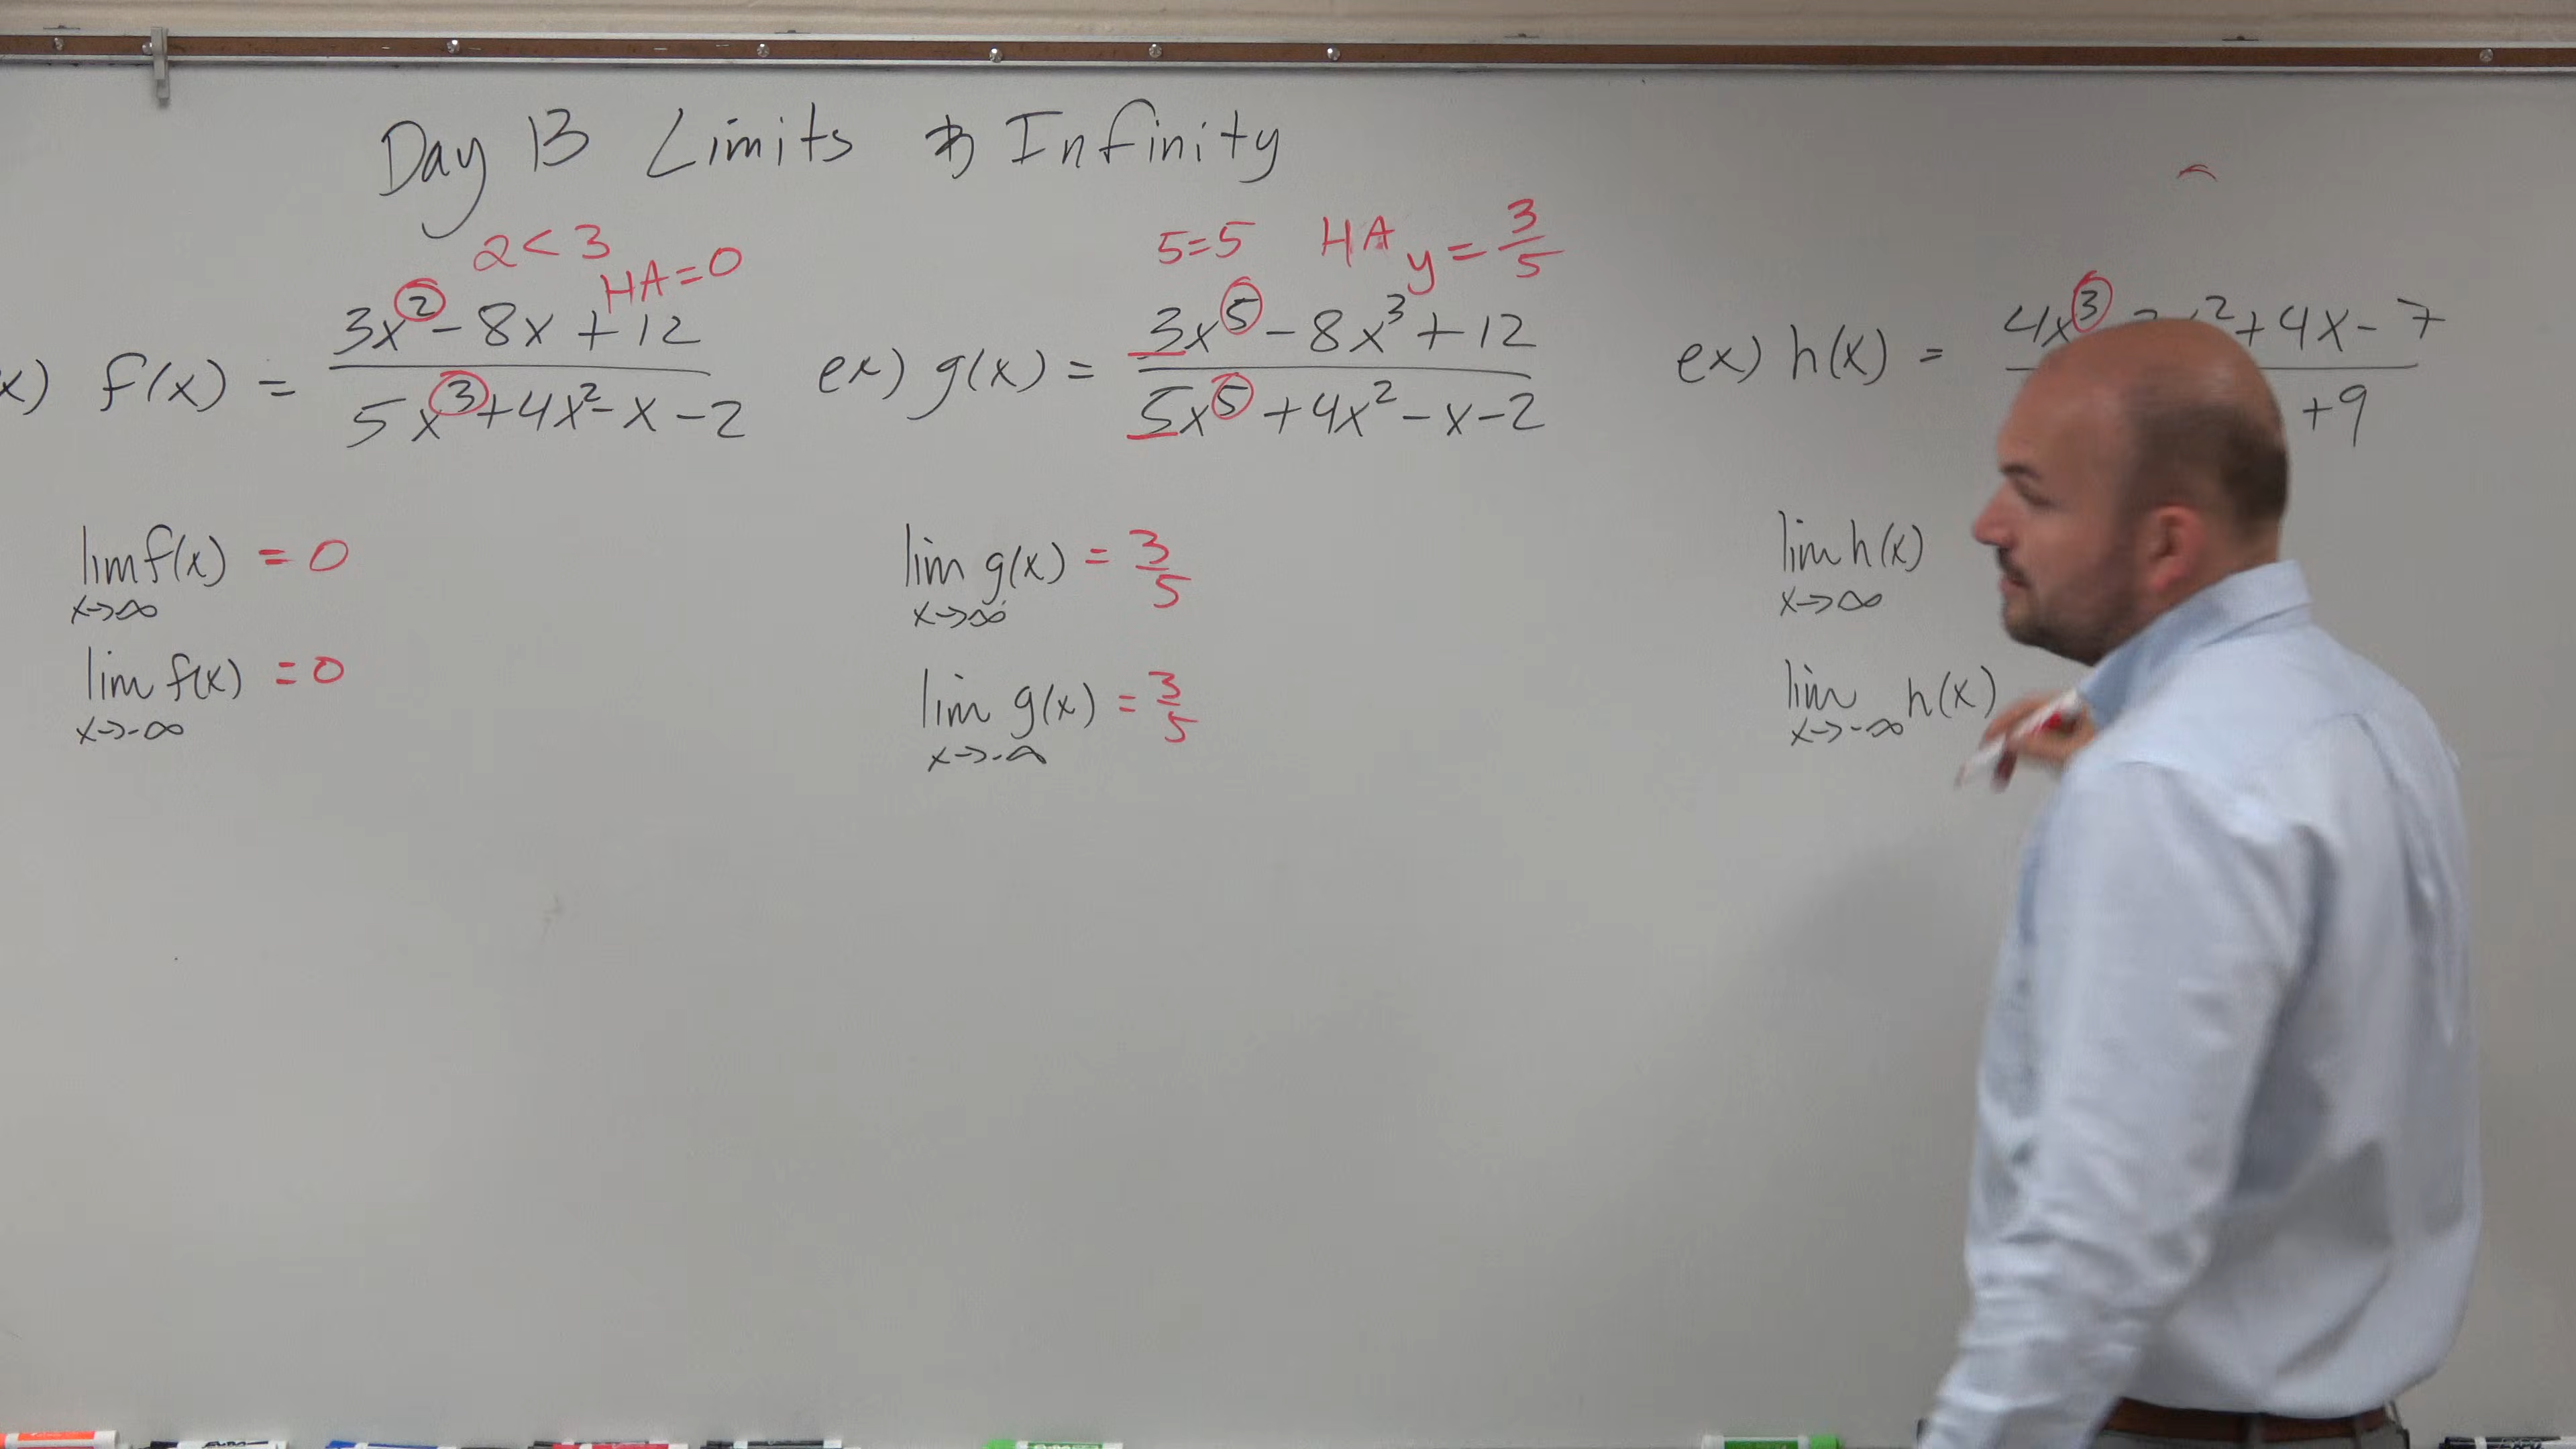 Day 13 Limits & Infinity
2 < 3
HA = 0
x) f(x) = 3x² - 8x + 12
5x³ + 4x² - x - 2
lim f(x) = 0
x→∞
lim f(x) = 0
x→-∞
5=5 HA y = 3/5
ex) g(x) = 3x⁵ - 8x³ + 12
5x⁵ + 4x² - x - 2
lim g(x) = 3/5
x→∞
lim g(x) = 3/5
x→-∞
ex) h(x) = 4x³ ² + 4x - 7
+9
lim h(x)
x→∞
lim h(x)
x→-∞